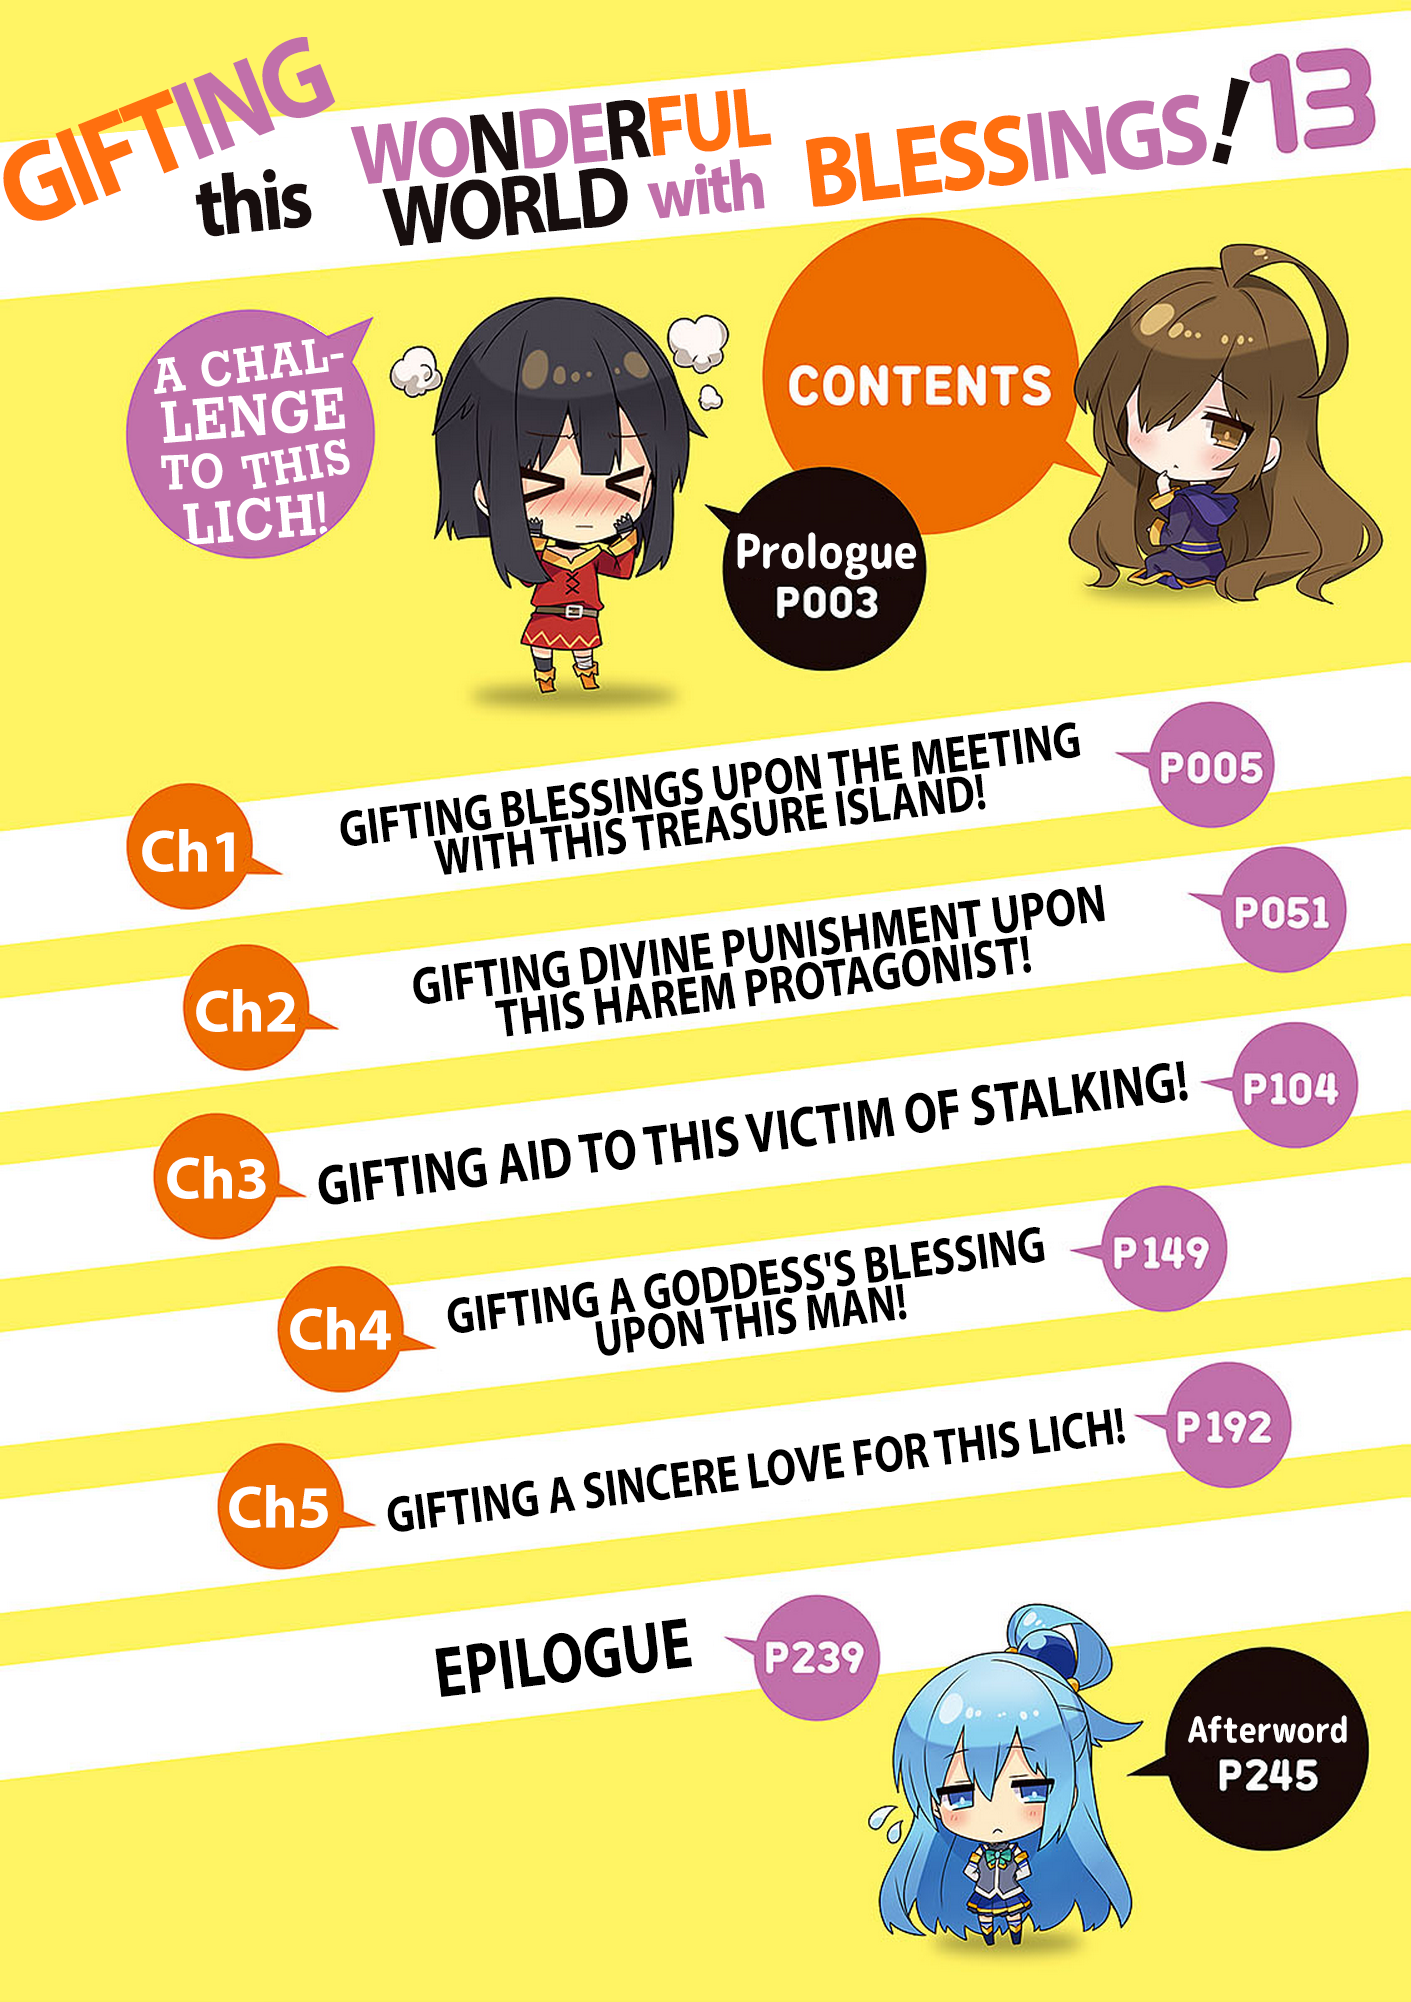 GIFTING
this
WONDERFUL
WORLD with
BLESSINGS! 13
A CHAL-
LENGE
TO THIS
LICH!
CONTENTS
Prologue
P003
Ch1
GIFTING BLESSINGS UPON THE MEETING
WITH THIS TREASURE ISLAND!
P005
Ch2
GIFTING DIVINE PUNISHMENT UPON
THIS HAREM PROTAGONIST!
P051
Ch3
GIFTING AID TO THIS VICTIM OF STALKING!
P104
Ch4
GIFTING A GODDESS'S BLESSING
UPON THIS MAN!
P149
Ch5
GIFTING A SINCERE LOVE FOR THIS LICH!
P192
EPILOGUE
P239
Afterword
P245